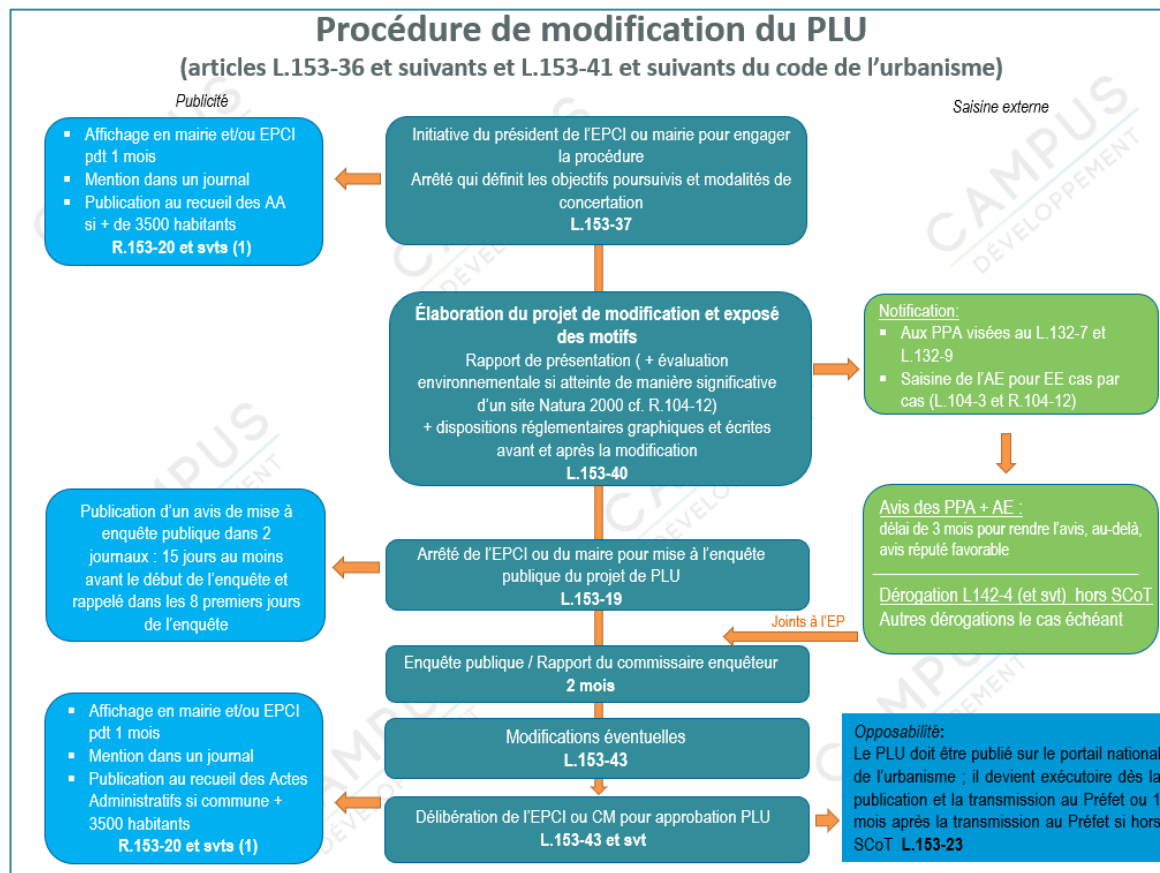 Procédure de modification du PLU
(articles L.153-36 et suivants et L.153-41 et suivants du code de l'urbanisme)
Publicité
Saisine externe
▪ Affichage en mairie et/ou EPCI
pdt 1 mois
▪ Mention dans un journal
▪ Publication au recueil des AA
si + de 3500 habitants
R.153-20 et svts (1)
Initiative du président de l'EPCI ou mairie pour engager
la procédure
Arrêté qui définit les objectifs poursuivis et modalités de
concertation
L.153-37
Élaboration du projet de modification et exposé
des motifs
Rapport de présentation ( + évaluation
environnementale si atteinte de manière significative
d'un site Natura 2000 cf. R.104-12)
+ dispositions réglementaires graphiques et écrites
avant et après la modification
L.153-40
Notification:
▪ Aux PPA visées au L.132-7 et
L.132-9
▪ Saisine de l'AE pour EE cas par
cas (L.104-3 et R.104-12)
Publication d'un avis de mise à
enquête publique dans 2
journaux : 15 jours au moins
avant le début de l'enquête et
rappelé dans les 8 premiers jours
de l'enquête
Arrêté de l'EPCI ou du maire pour mise à l'enquête
publique du projet de PLU
L.153-19
Avis des PPA + AE :
délai de 3 mois pour rendre l'avis, au-delà,
avis réputé favorable
Dérogation L142-4 (et svt) hors SCoT
Autres dérogations le cas échéant
Joints à l'EP
Enquête publique / Rapport du commissaire enquêteur
2 mois
▪ Affichage en mairie et/ou EPCI
pdt 1 mois
▪ Mention dans un journal
▪ Publication au recueil des Actes
Administratifs si commune +
3500 habitants
R.153-20 et svts (1)
Modifications éventuelles
L.153-43
Délibération de l'EPCI ou CM pour approbation PLU
L.153-43 et svt
Opposabilité:
Le PLU doit être publié sur le portail national
de l'urbanisme ; il devient exécutoire dès la
publication et la transmission au Préfet ou 1
mois après la transmission au Préfet si hors
SCoT L.153-23
CAMPUS
DÉVELOPPEMENT